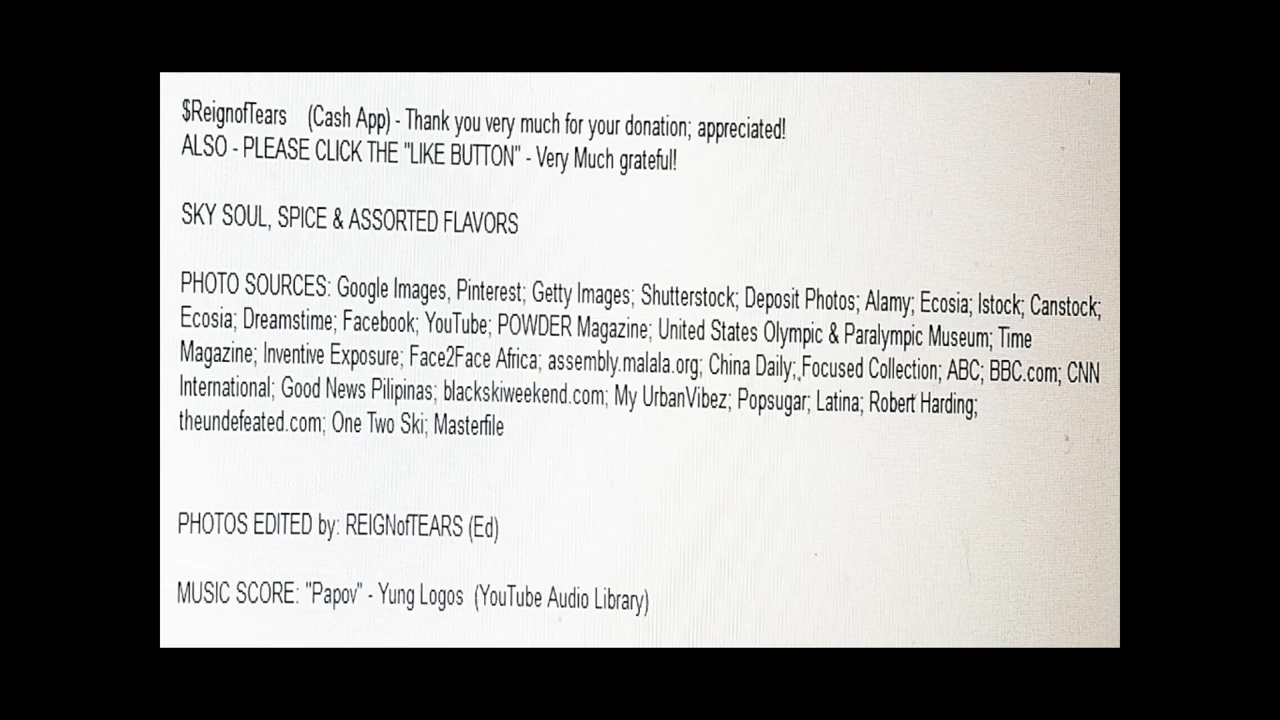 $ReignofTears (Cash App) - Thank you very much for your donation; appreciated!
ALSO - PLEASE CLICK THE "LIKE BUTTON" - Very Much grateful!
SKY SOUL, SPICE & ASSORTED FLAVORS
PHOTO SOURCES: Google Images, Pinterest; Getty Images; Shutterstock; Deposit Photos; Alamy; Ecosia; Istock; Canstock;
Ecosia; Dreamstime; Facebook; YouTube; POWDER Magazine; United States Olympic & Paralympic Museum; Time
Magazine; Inventive Exposure; Face2Face Africa; assembly.malala.org; China Daily; Focused Collection; ABC; BBC.com; CNN
International; Good News Pilipinas; blackskiweekend.com; My UrbanVibez; Popsugar; Latina; Robert Harding;
theundefeated.com; One Two Ski; Masterfile
PHOTOS EDITED by: REIGNofTEARS (Ed)
MUSIC SCORE: "Papov" - Yung Logos (YouTube Audio Library)